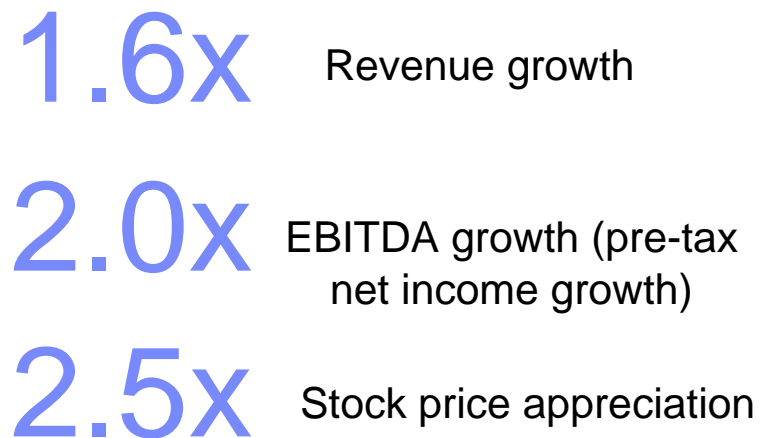 1.6x Revenue growth
2.0x EBITDA growth (pre-tax
net income growth)
2.5x Stock price appreciation